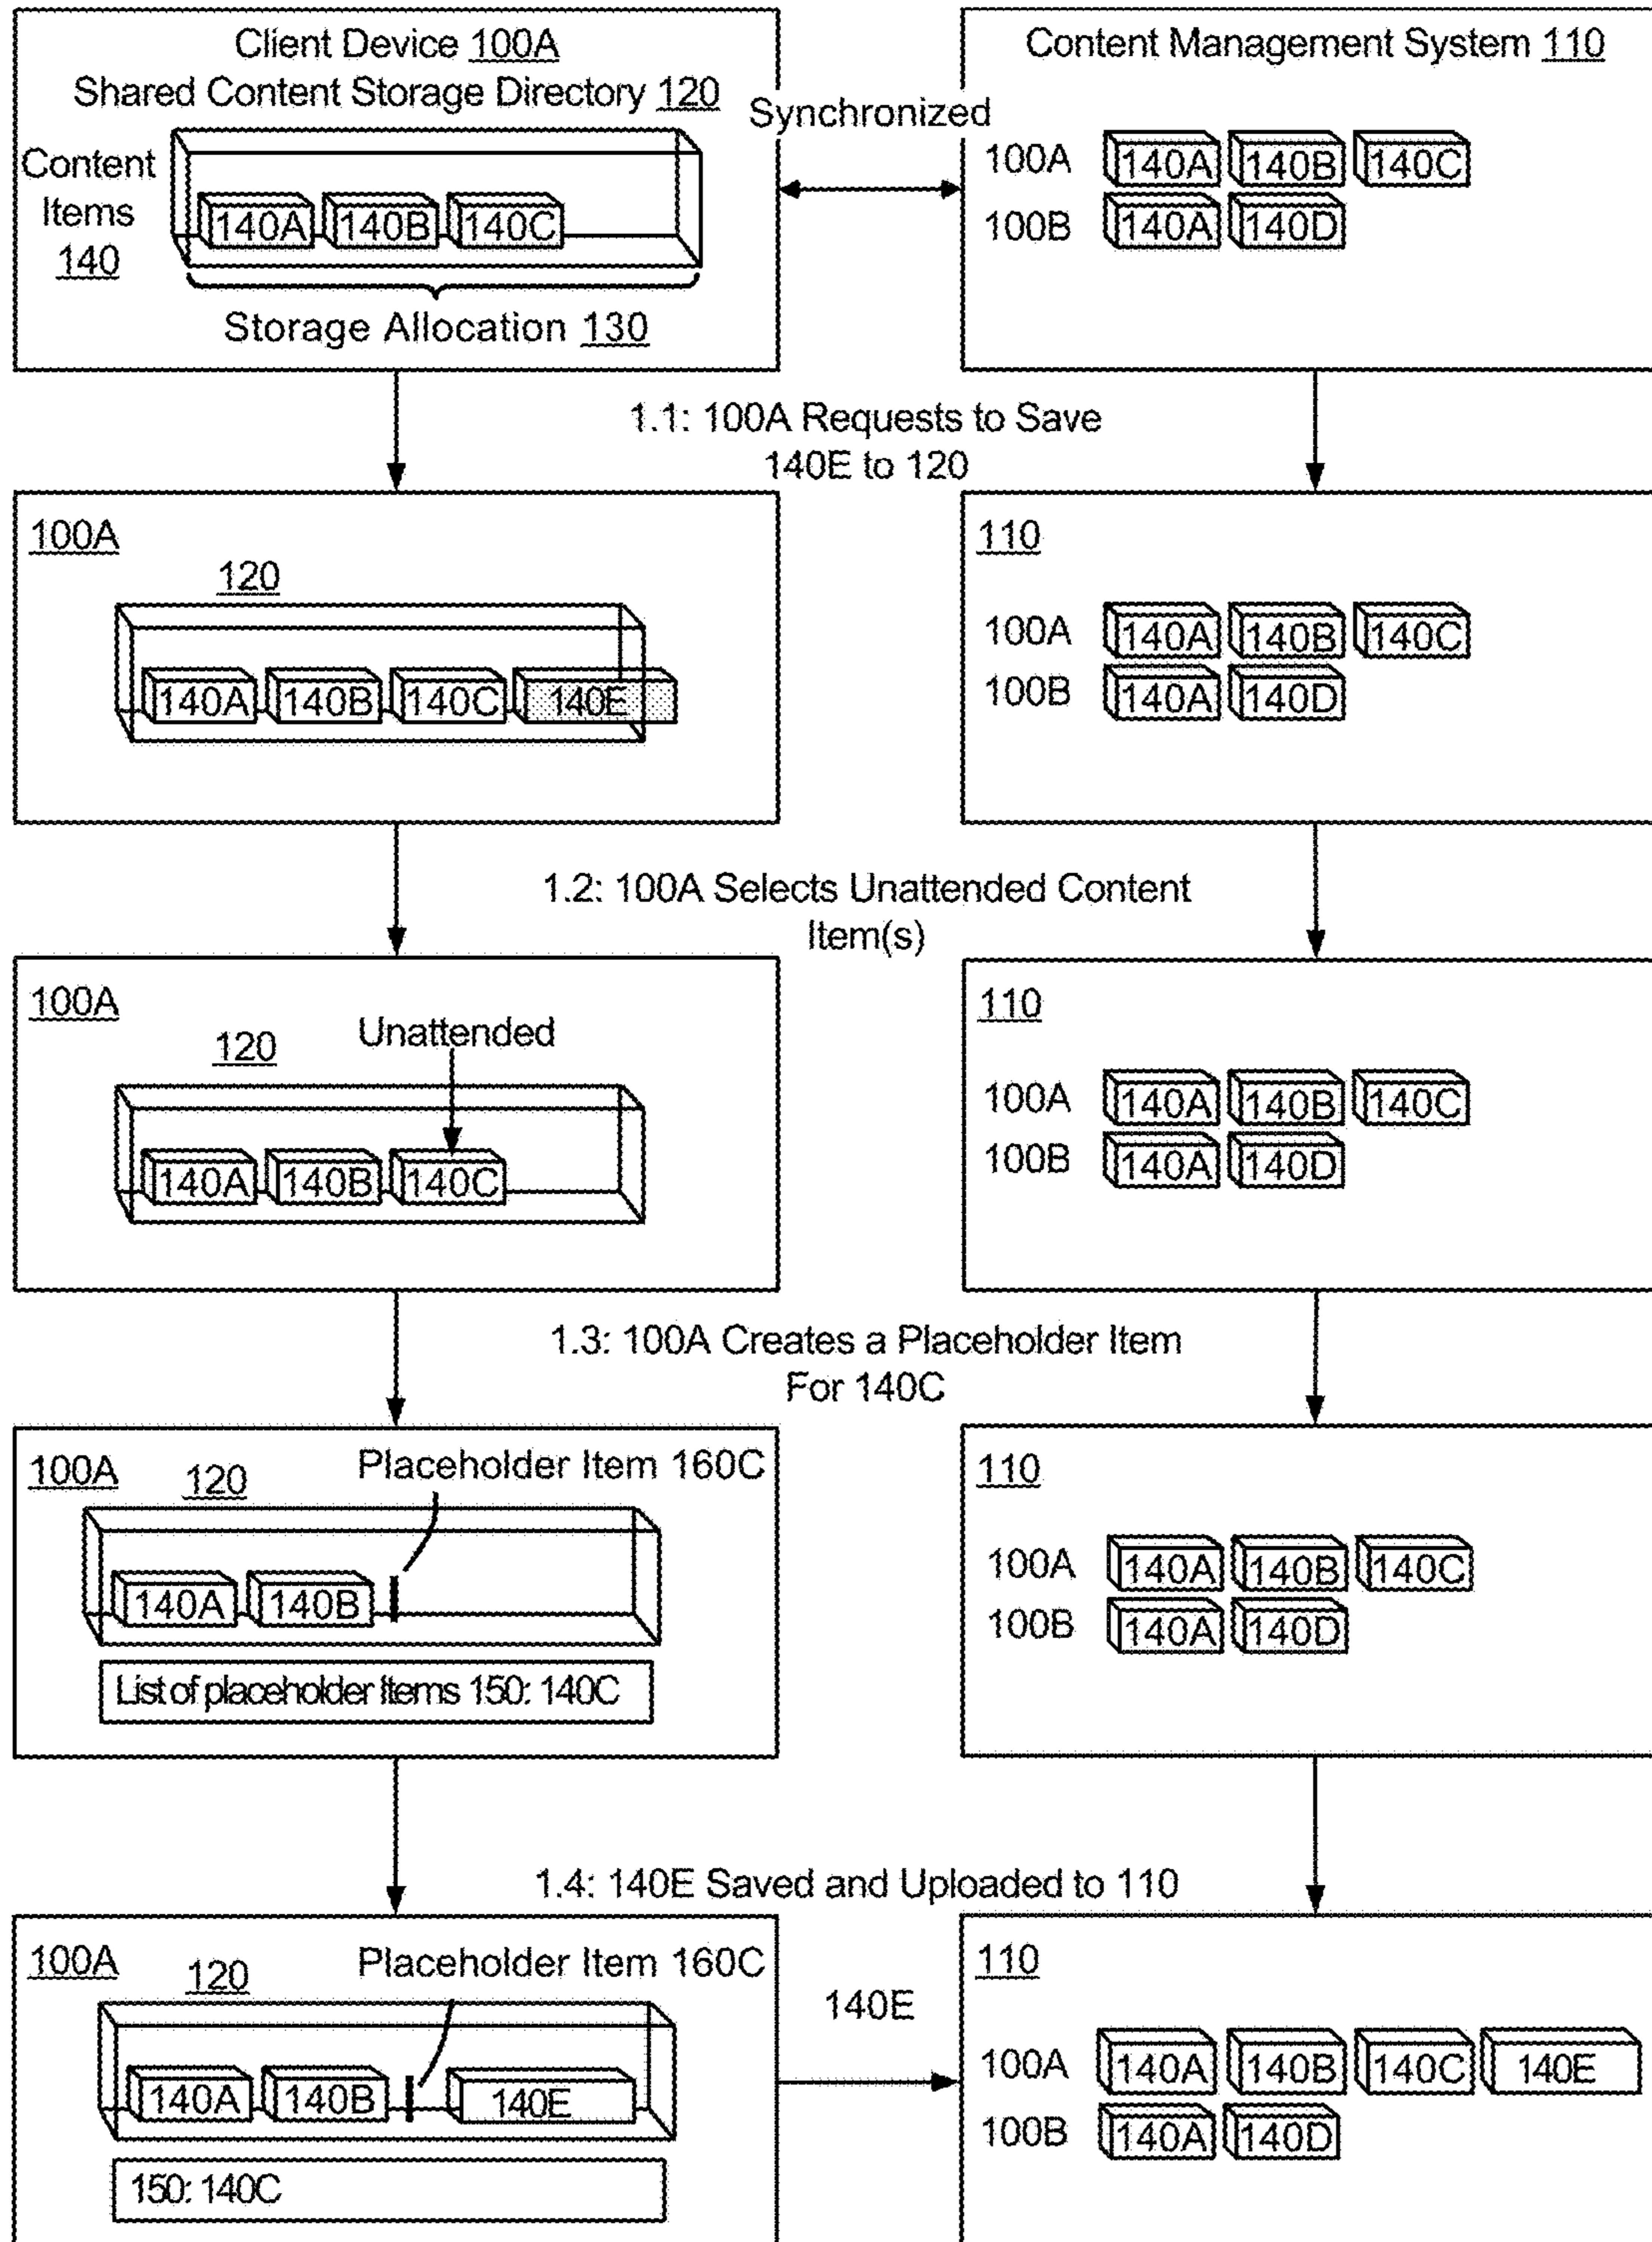 Client Device 100A
Shared Content Storage Directory 120
Content
Items
140
140A 140B 140C
Storage Allocation 130
Synchronized
Content Management System 110
100A 140A 140B 140C
100B 140A 140D
1.1: 100A Requests to Save
140E to 120
100A
120
140A 140B 140C 140E
110
100A 140A 140B 140C
100B 140A 140D
1.2: 100A Selects Unattended Content
Item(s)
100A
120
Unattended
140A 140B 140C
110
100A 140A 140B 140C
100B 140A 140D
1.3: 100A Creates a Placeholder Item
For 140C
100A
120
Placeholder Item 160C
140A 140B
List of placeholder Items 150: 140C
110
100A 140A 140B 140C
100B 140A 140D
1.4: 140E Saved and Uploaded to 110
100A
120
Placeholder Item 160C
140A 140B 140E
150: 140C
140E
110
100A 140A 140B 140C 140E
100B 140A 140D